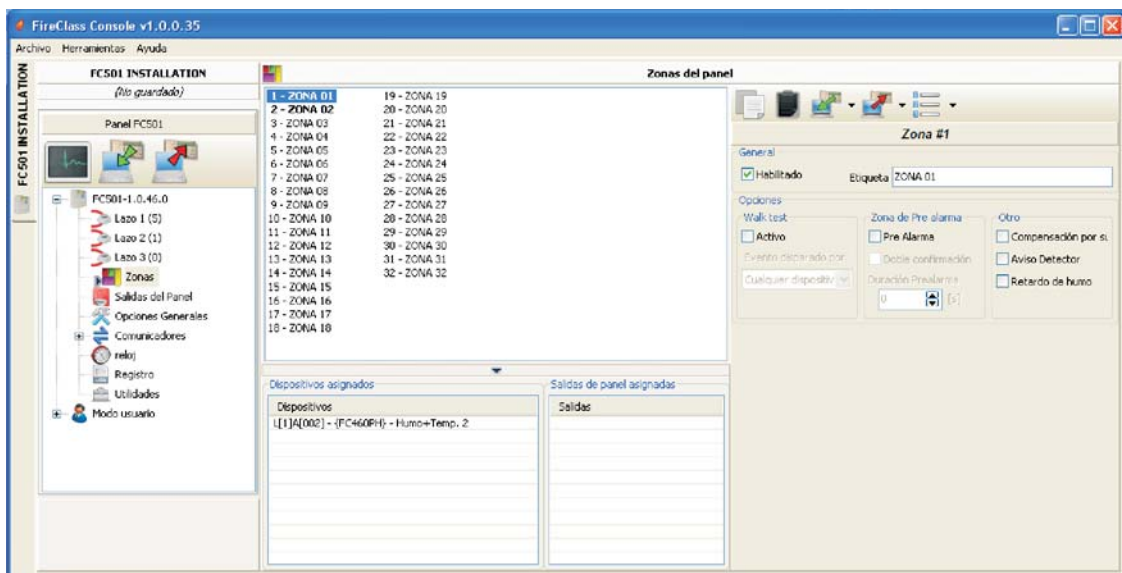 FireClass Console v1.0.0.35
Archivo Herramientas Ayuda
FC501 INSTALLATION
FC501 INSTALLATION
(No guardado)
Panel FC501
FC501-1.0.46.0
Lazo 1 (5)
Lazo 2 (1)
Lazo 3 (0)
Zonas
Salidas del Panel
Opciones Generales
Comunicadores
reloj
Registro
Utilidades
Modo usuario
Zonas del panel
1 - ZONA 01
2 - ZONA 02
3 - ZONA 03
4 - ZONA 04
5 - ZONA 05
6 - ZONA 06
7 - ZONA 07
8 - ZONA 08
9 - ZONA 09
10 - ZONA 10
11 - ZONA 11
12 - ZONA 12
13 - ZONA 13
14 - ZONA 14
15 - ZONA 15
16 - ZONA 16
17 - ZONA 17
18 - ZONA 18
19 - ZONA 19
20 - ZONA 20
21 - ZONA 21
22 - ZONA 22
23 - ZONA 23
24 - ZONA 24
25 - ZONA 25
26 - ZONA 26
27 - ZONA 27
28 - ZONA 28
29 - ZONA 29
30 - ZONA 30
31 - ZONA 31
32 - ZONA 32
Dispositivos asignados
Dispositivos
L[1]A[002] - {FC460PH} - Humo+Temp. 2
Salidas de panel asignadas
Salidas
Zona #1
General
Habilitado
Etiqueta ZONA 01
Opciones
Walk test
Activo
Evento disparado por
Cualquier dispositiv
Zona de Pre alarma
Pre Alarma
Doble confirmación
Duración Prealarma
0 [s]
Otro
Compensación por su
Aviso Detector
Retardo de humo